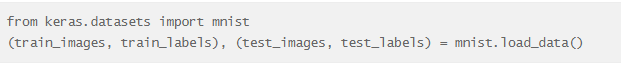 from keras.datasets import mnist
(train_images, train_labels), (test_images, test_labels) = mnist.load_data()